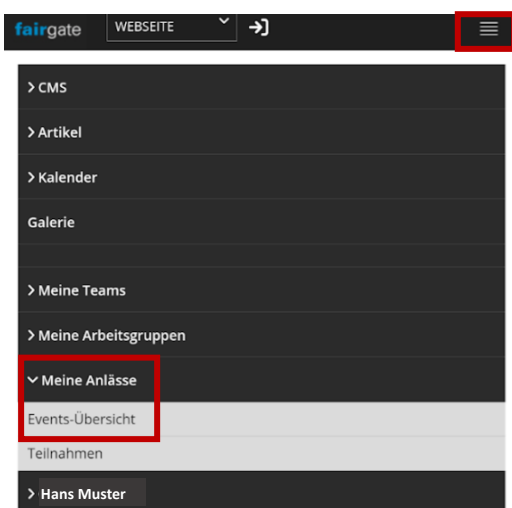 fairgate WEBSEITE
CMS
Artikel
Kalender
Galerie
Meine Teams
Meine Arbeitsgruppen
Meine Anlässe
Events-Übersicht
Teilnahmen
Hans Muster